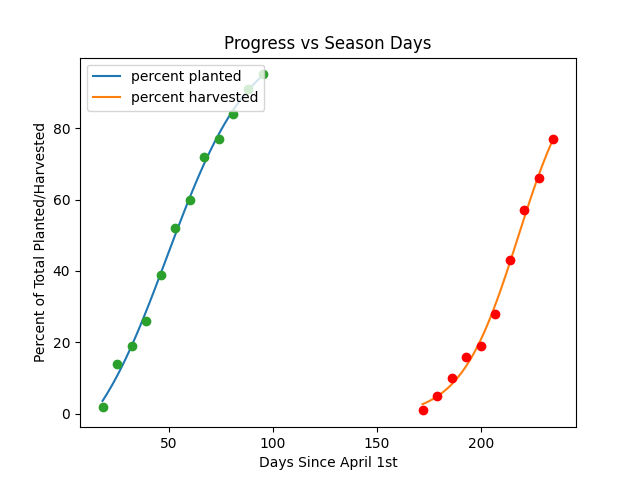 Progress vs Season Days
percent planted
percent harvested
Percent of Total Planted/Harvested
80
60
40
20
0
50
100
150
200
Days Since April 1st